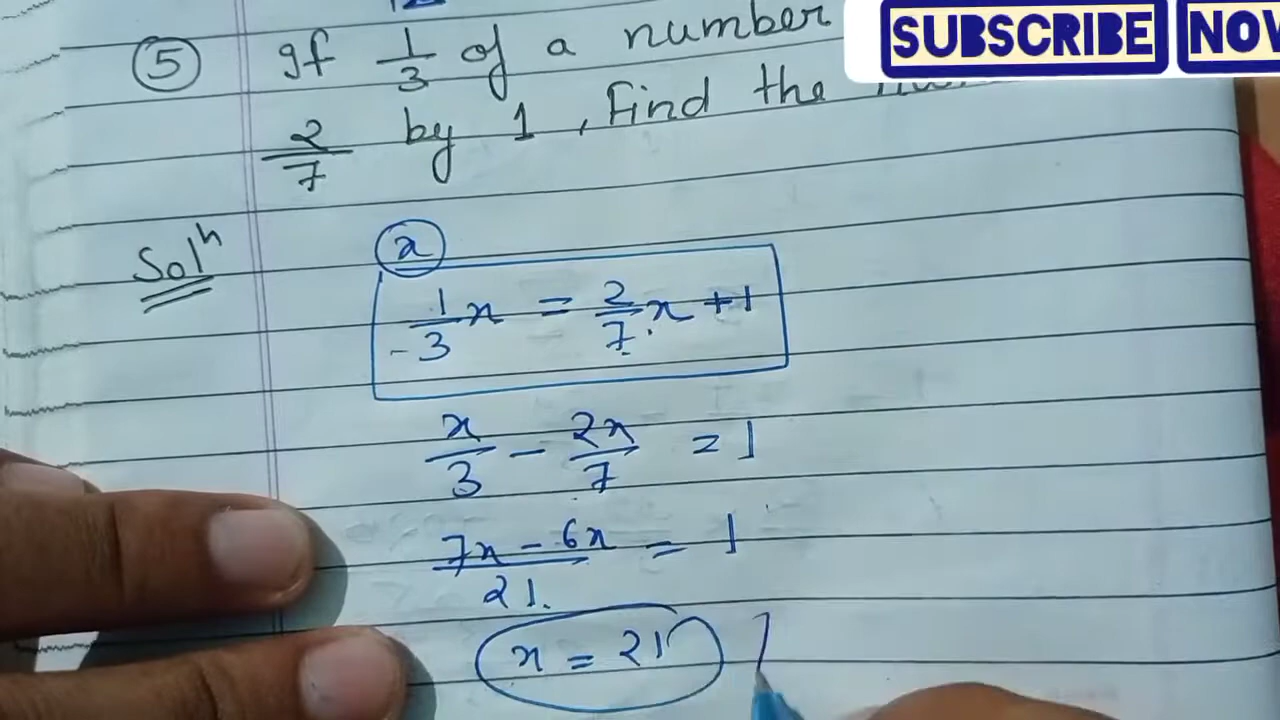 SUBSCRIBE NOW
5 If 1/3 of a number
2/7 by 1, Find the
Solⁿ
x
1/3 x = 2/7 x + 1
x/3 - 2x/7 = 1
7x - 6x / 21 = 1
x = 21